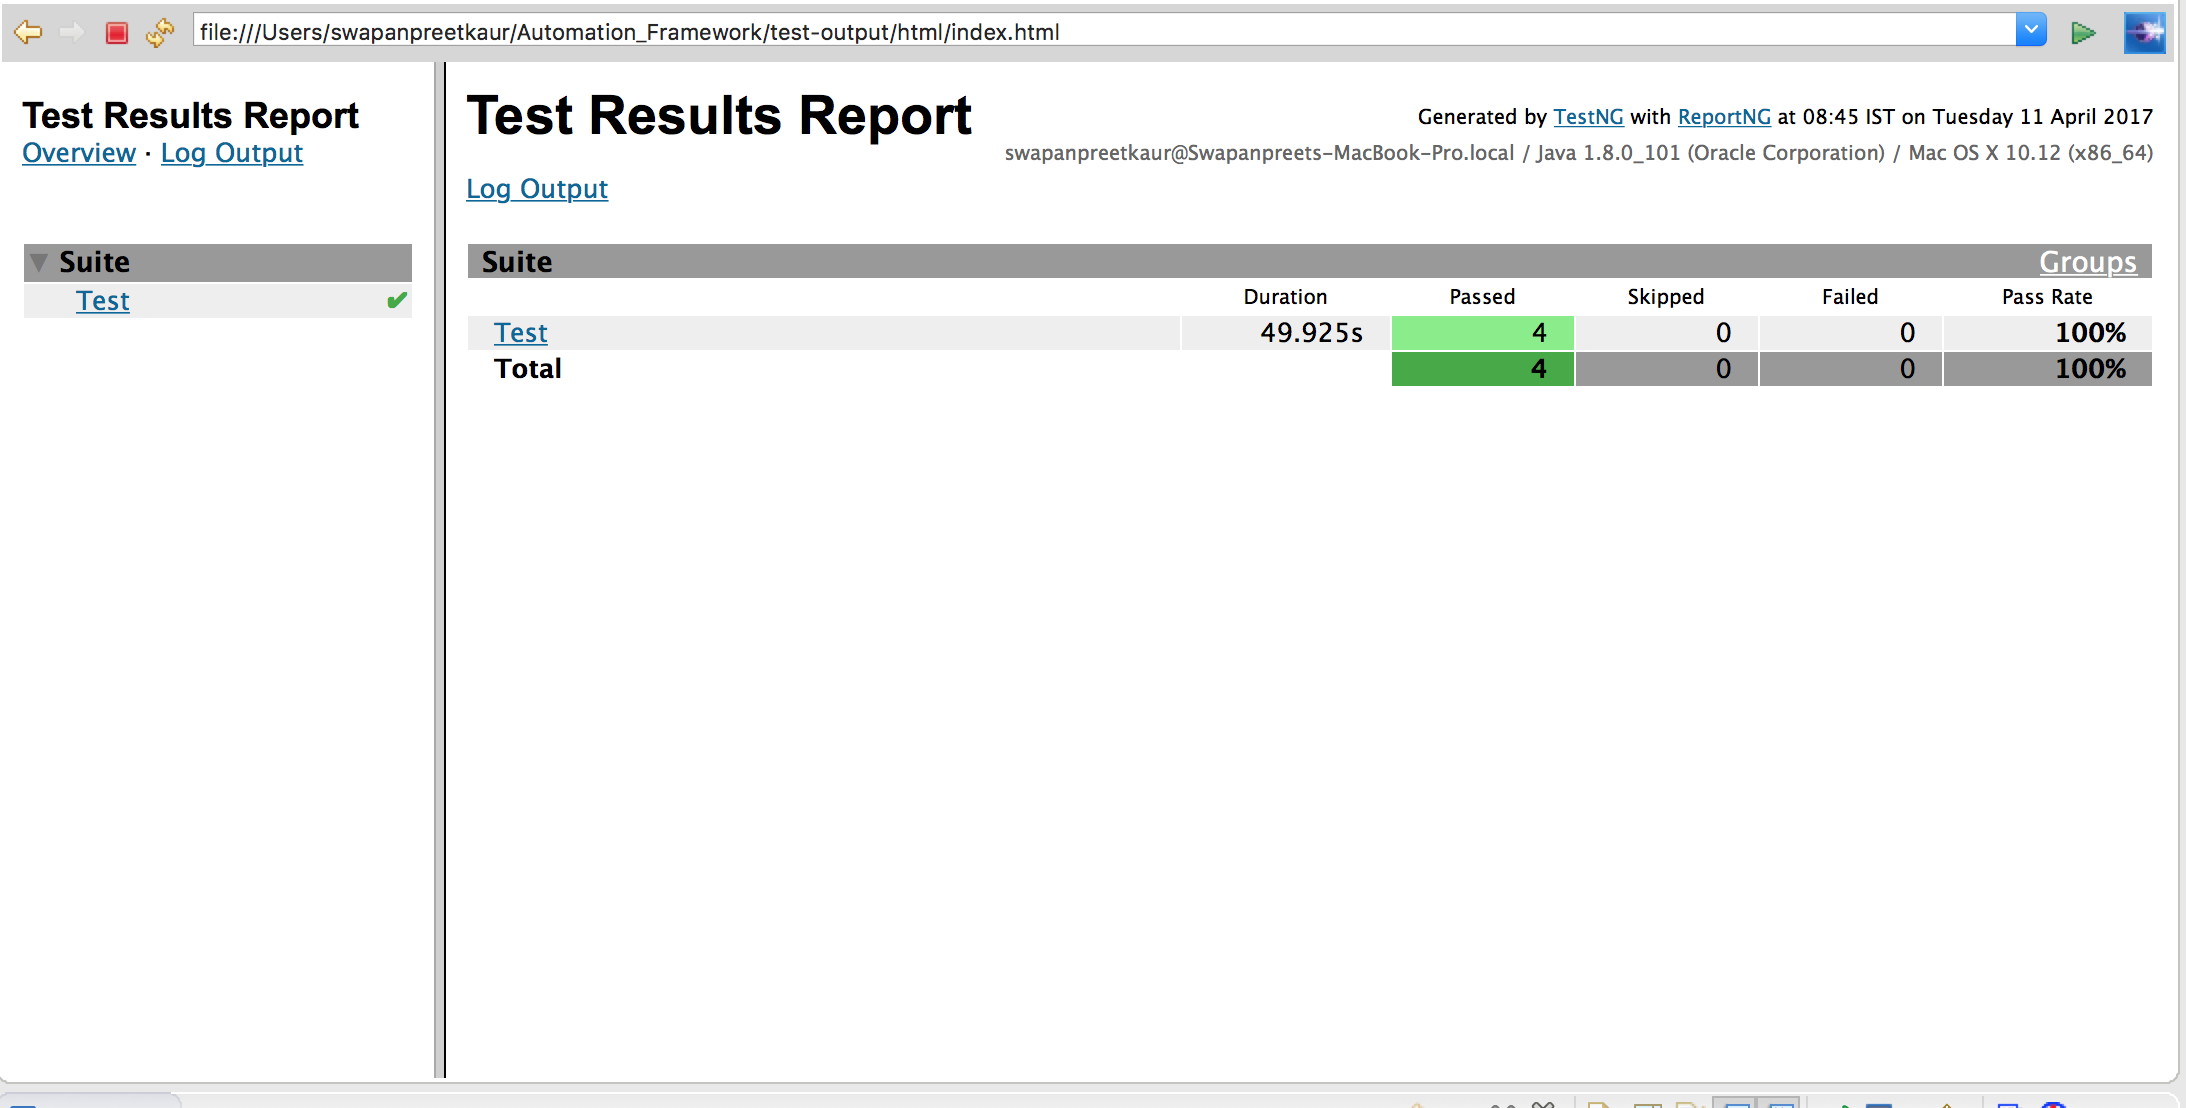 file:///Users/swapanpreetkaur/Automation_Framework/test-output/html/index.html
Test Results Report
Overview · Log Output
Suite
Test
Test Results Report
Generated by TestNG with ReportNG at 08:45 IST on Tuesday 11 April 2017
swapanpreetkaur@Swapanpreets-MacBook-Pro.local / Java 1.8.0_101 (Oracle Corporation) / Mac OS X 10.12 (x86_64)
Log Output
Suite Groups
Duration Passed Skipped Failed Pass Rate
Test 49.925s 4 0 0 100%
Total 4 0 0 100%